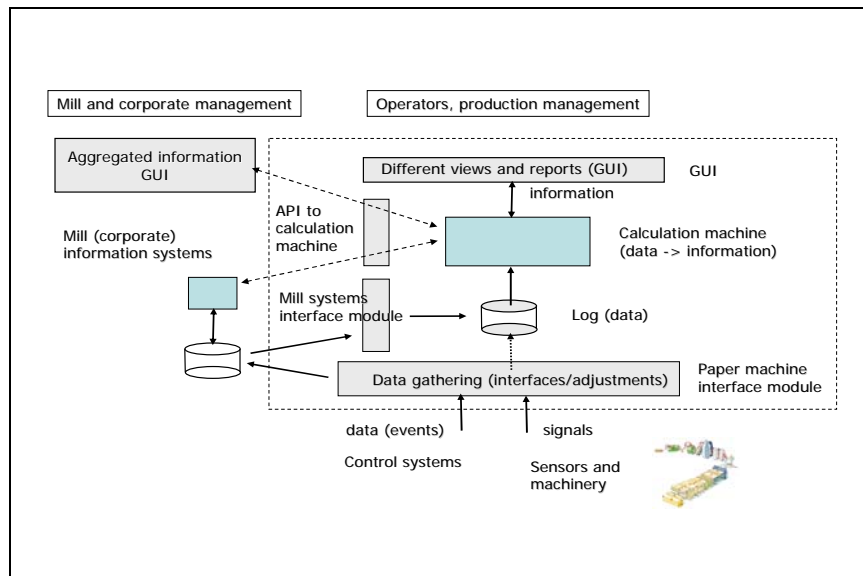 Mill and corporate management
Operators, production management
Aggregated information
GUI
Different views and reports (GUI)
GUI
information
API to
calculation
machine
Mill (corporate)
information systems
Calculation machine
(data -> information)
Mill systems
interface module
Log (data)
Data gathering (interfaces/adjustments)
Paper machine
interface module
data (events)
signals
Control systems
Sensors and
machinery